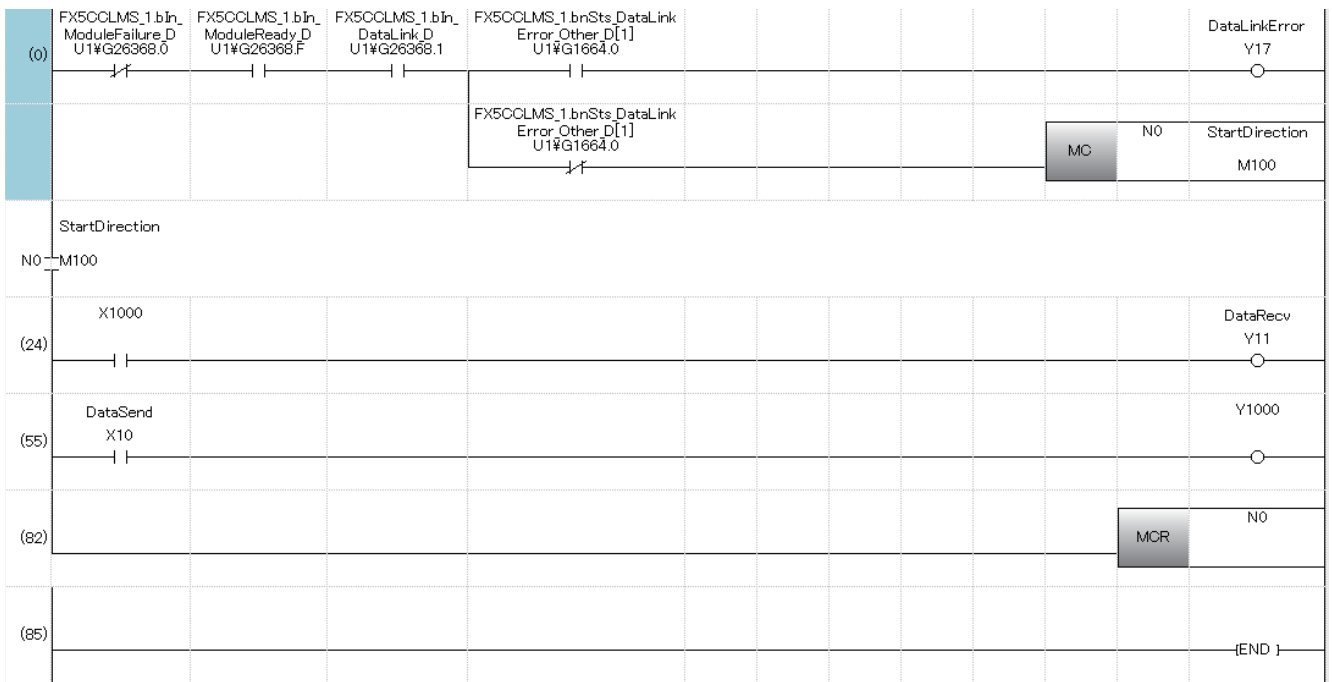 FX5CCLMS_1.bIn_ FX5CCLMS_1.bIn_ FX5CCLMS_1.bIn_ FX5CCLMS_1.bnSts_DataLink
ModuleFailure_D ModuleReady_D DataLink_D Error_Other_D[1] DataLinkError
(0) U1¥G26368.0 U1¥G26368.F U1¥G26368.1 U1¥G1664.0 Y17
FX5CCLMS_1.bnSts_DataLink
Error_Other_D[1]
U1¥G1664.0
MC N0 StartDirection
M100
StartDirection
N0 M100
X1000 DataRecv
(24) Y11
DataSend Y1000
(55) X10
(82) MCR N0
(85) [END ]